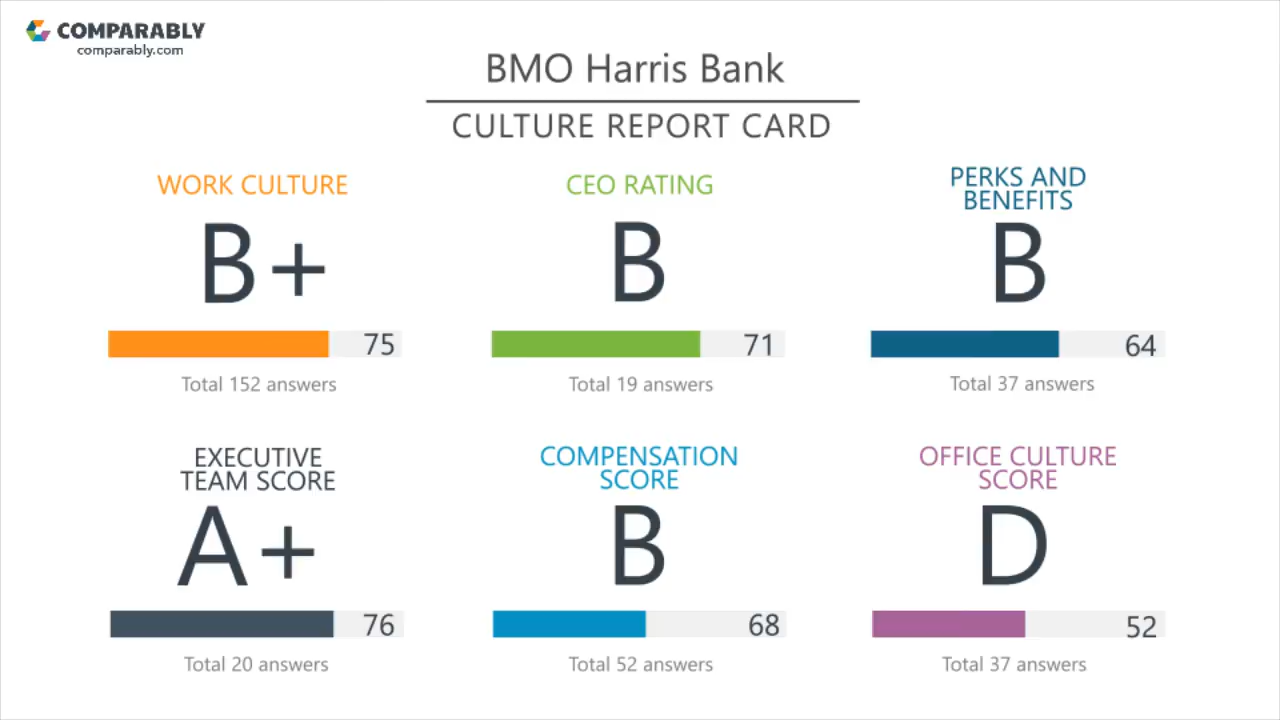 COMPARABLY
comparably.com
BMO Harris Bank
CULTURE REPORT CARD
WORK CULTURE
B+
75
Total 152 answers
CEO RATING
B
71
Total 19 answers
PERKS AND
BENEFITS
B
64
Total 37 answers
EXECUTIVE
TEAM SCORE
A+
76
Total 20 answers
COMPENSATION
SCORE
B
68
Total 52 answers
OFFICE CULTURE
SCORE
D
52
Total 37 answers